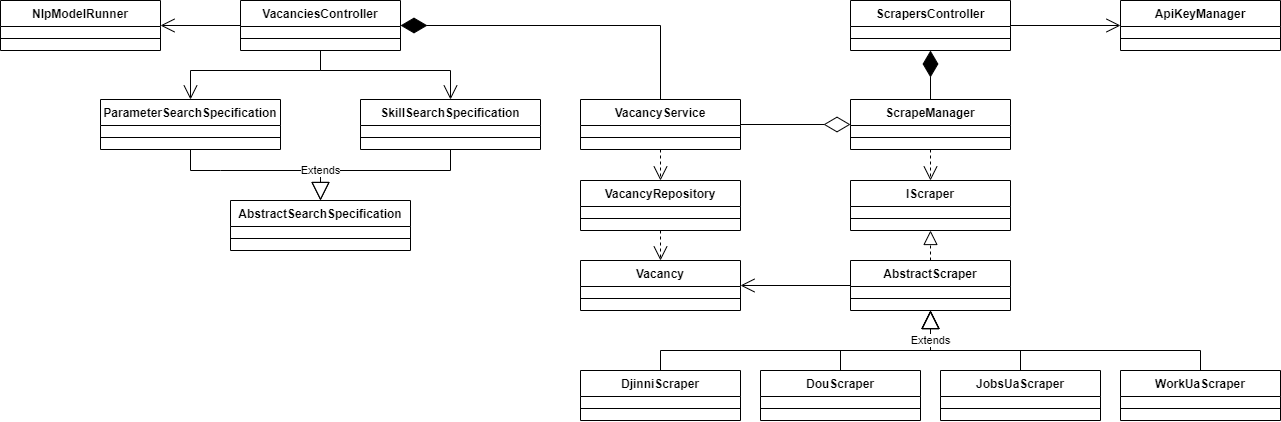 NlpModelRunner
VacanciesController
ScrapersController
ApiKeyManager
ParameterSearchSpecification
SkillSearchSpecification
VacancyService
ScrapeManager
Extends
VacancyRepository
IScraper
AbstractSearchSpecification
Vacancy
AbstractScraper
Extends
DjinniScraper
DouScraper
JobsUaScraper
WorkUaScraper